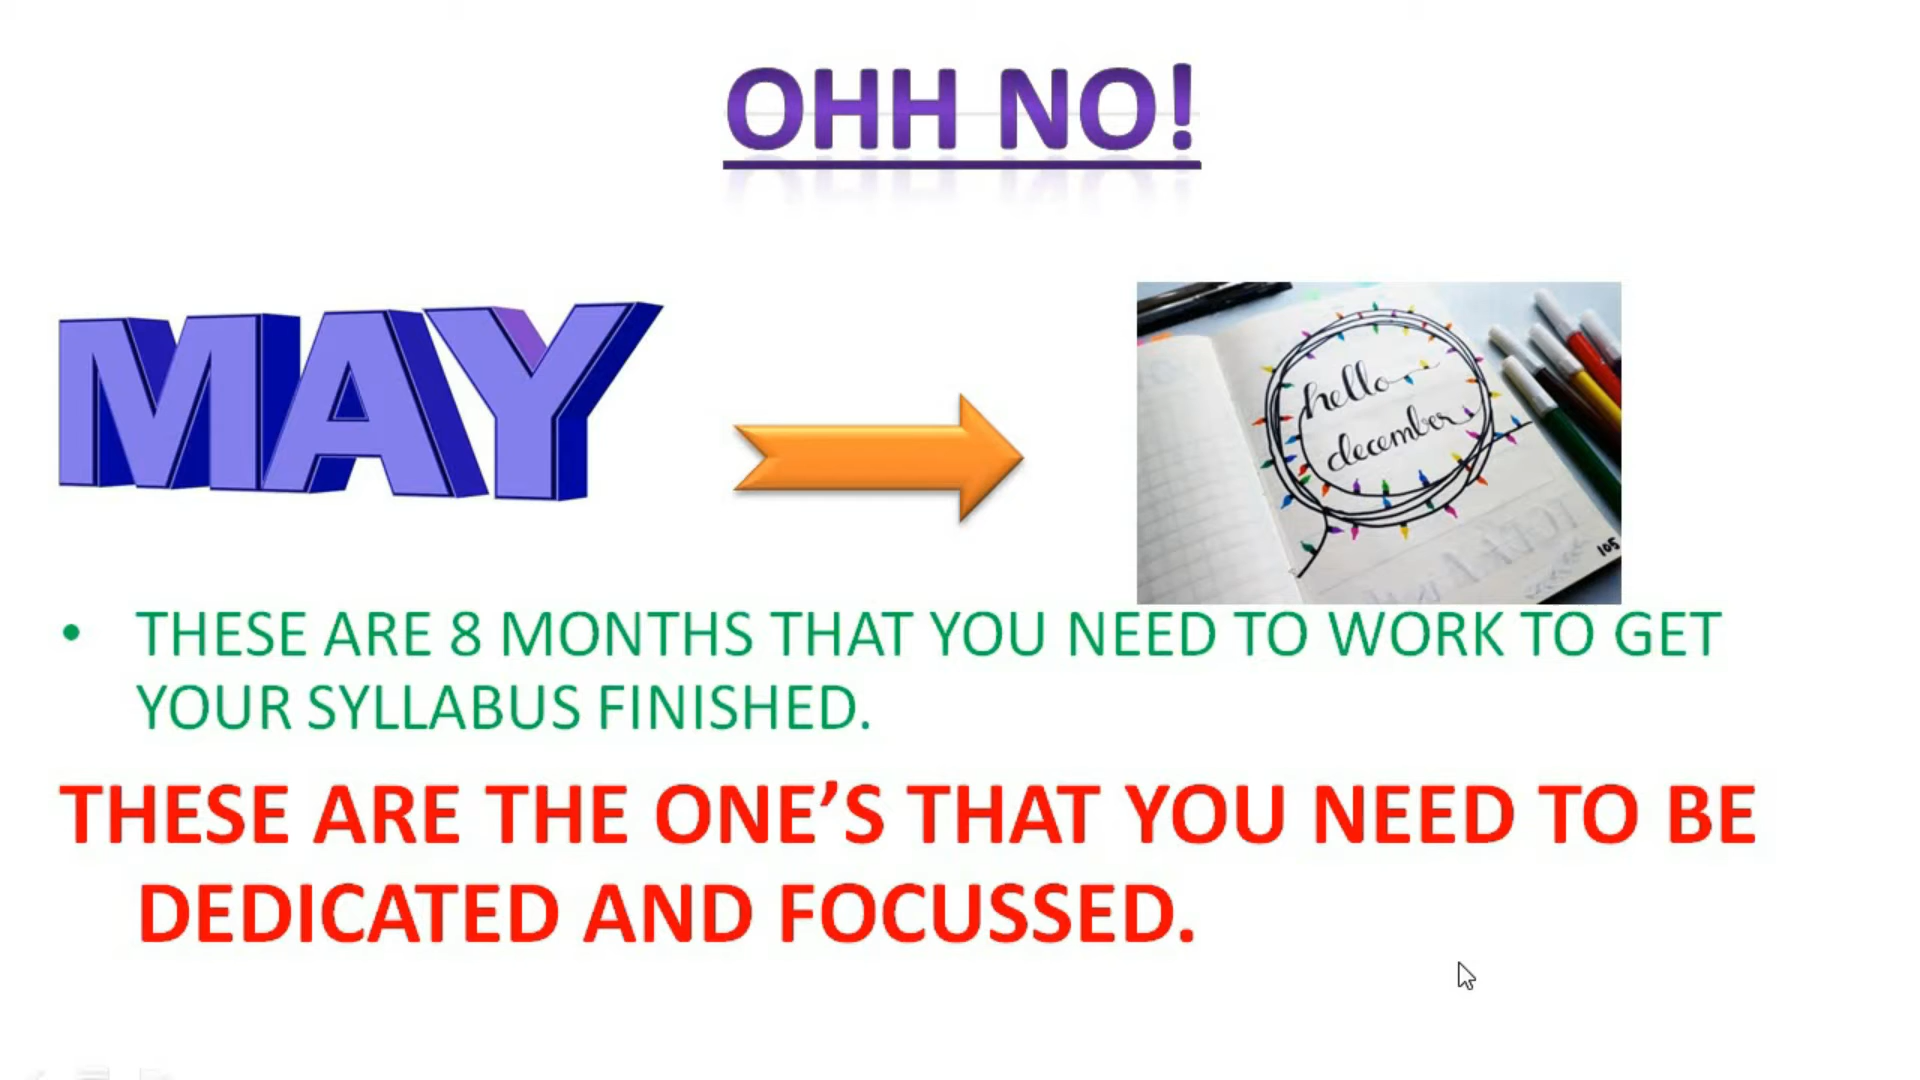 OHH NO!
MAY
hello
december
105
• THESE ARE 8 MONTHS THAT YOU NEED TO WORK TO GET
YOUR SYLLABUS FINISHED.
THESE ARE THE ONE’S THAT YOU NEED TO BE
DEDICATED AND FOCUSSED.